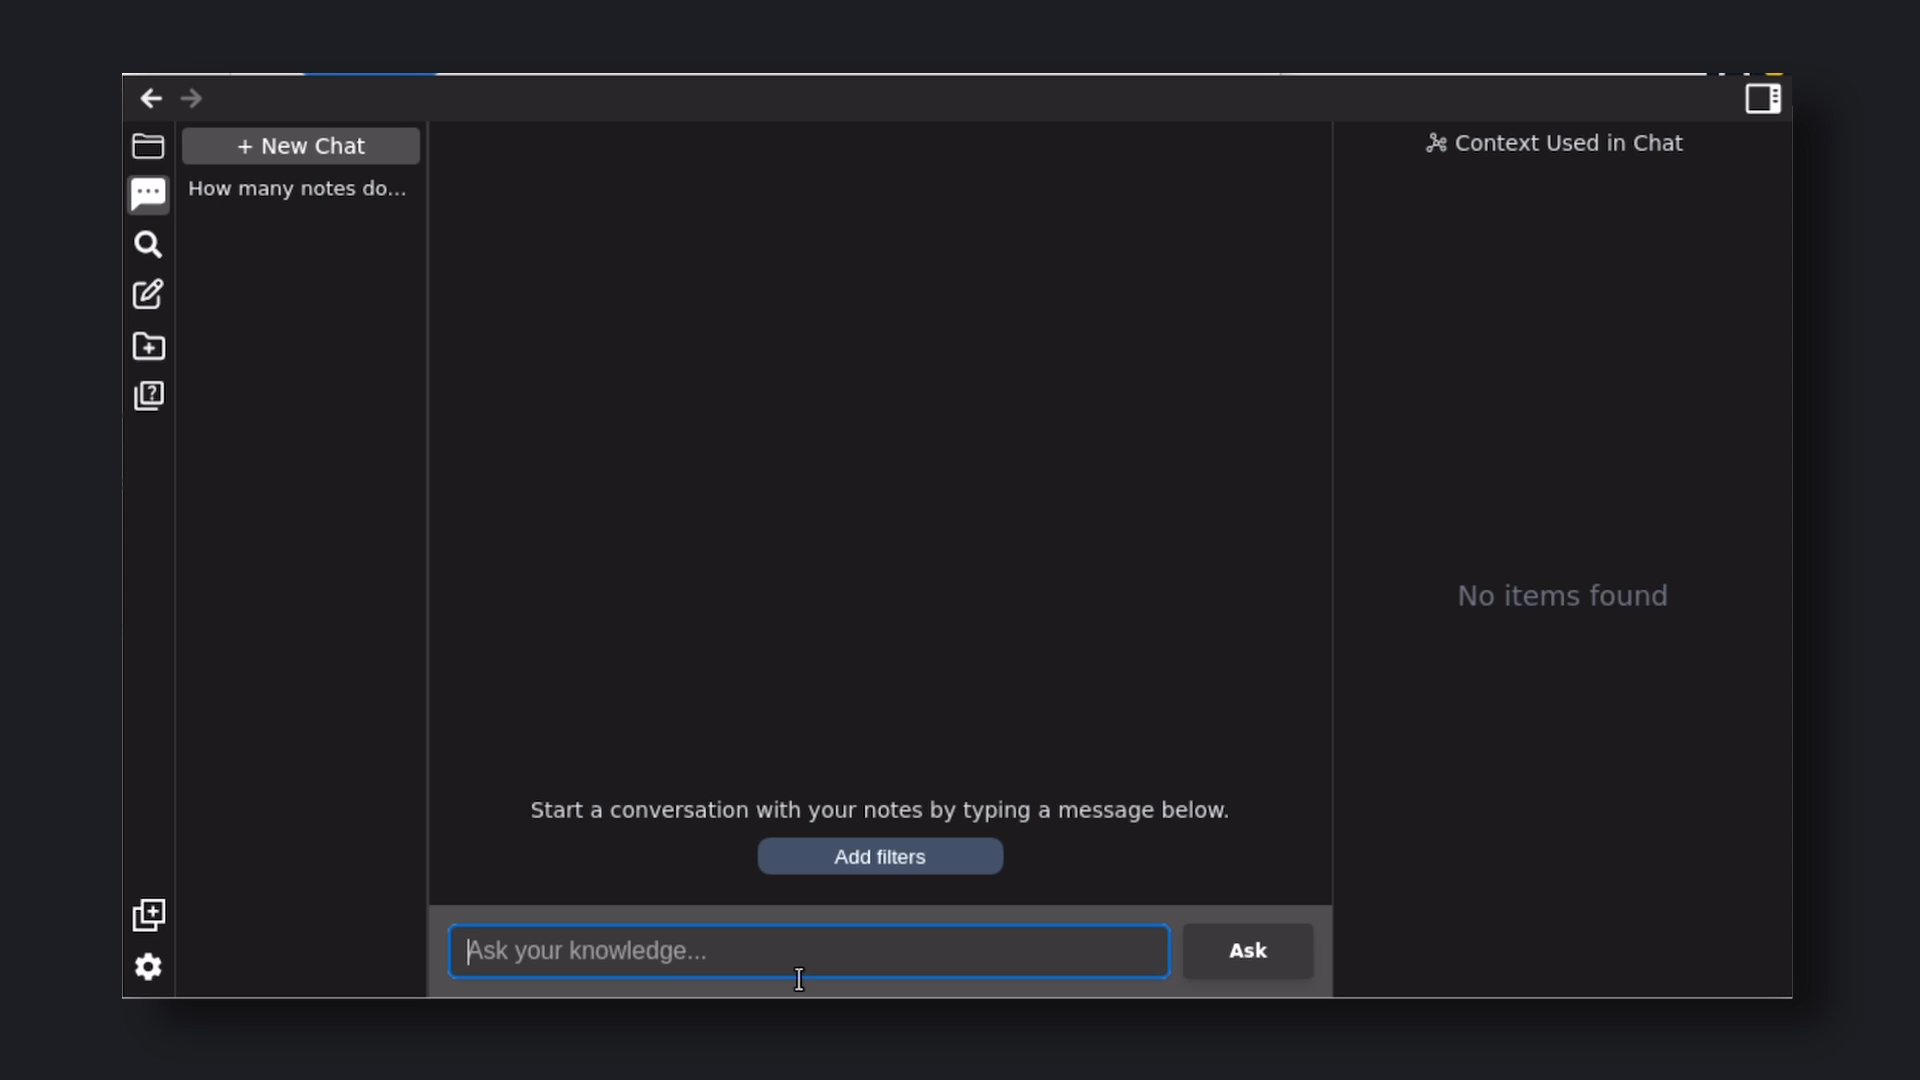 + New Chat
How many notes do...
Context Used in Chat
No items found
Start a conversation with your notes by typing a message below.
Add filters
Ask your knowledge...
Ask